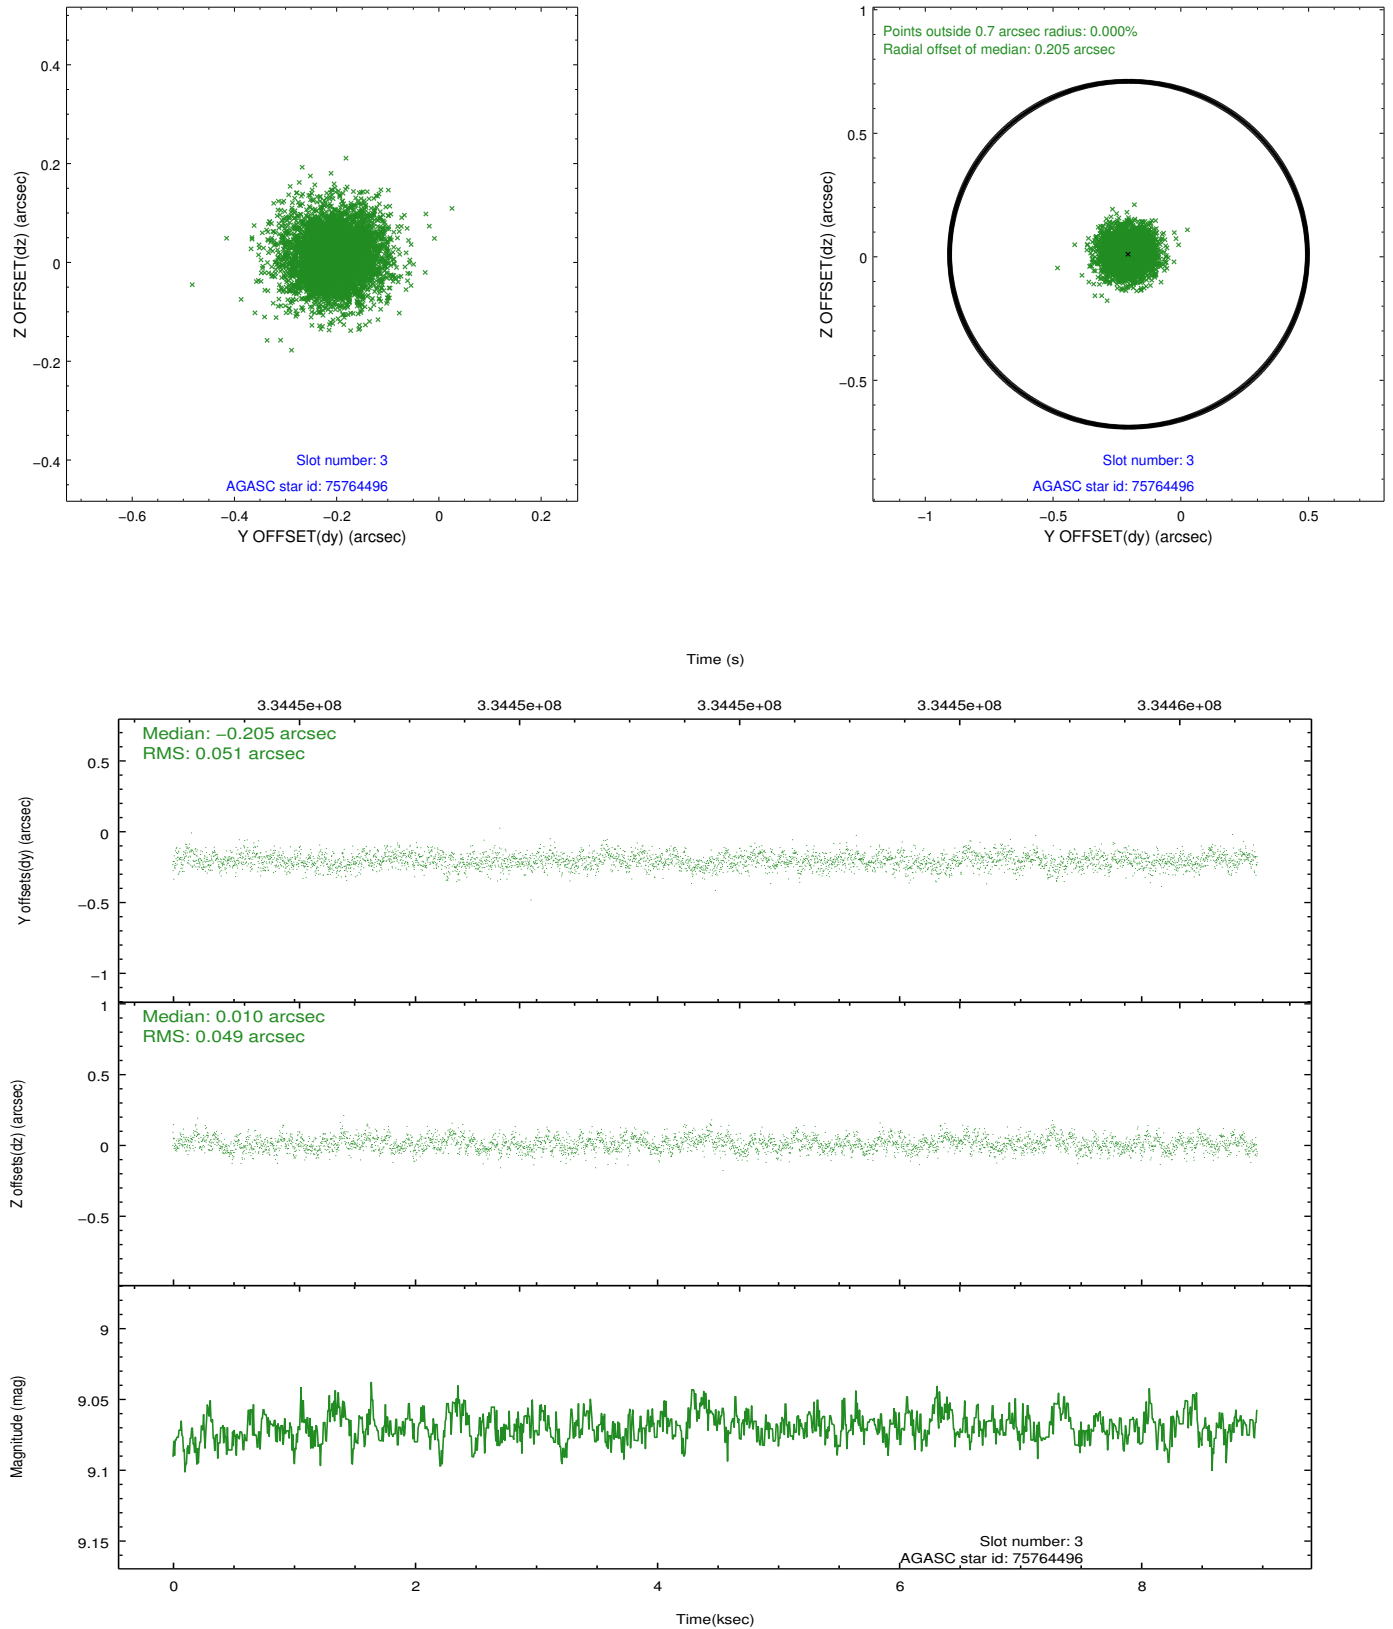 0.4
0.2
0
−0.2
−0.4
Z OFFSET(dz) (arcsec)
Slot number: 3
AGASC star id: 75764496
−0.6
−0.4
−0.2
0
0.2
Y OFFSET(dy) (arcsec)
1
0.5
0
−0.5
Z OFFSET(dz) (arcsec)
Points outside 0.7 arcsec radius: 0.000%
Radial offset of median: 0.205 arcsec
Slot number: 3
AGASC star id: 75764496
−1
−0.5
0
0.5
Y OFFSET(dy) (arcsec)
Time (s)
3.3445e+08
3.3445e+08
3.3445e+08
3.3445e+08
3.3446e+08
Median: −0.205 arcsec
RMS: 0.051 arcsec
0.5
0
−0.5
−1
Y offsets(dy) (arcsec)
Median: 0.010 arcsec
RMS: 0.049 arcsec
1
0.5
0
−0.5
Z offsets(dz) (arcsec)
9
9.05
9.1
9.15
Magnitude (mag)
Slot number: 3
AGASC star id: 75764496
0
2
4
6
8
Time(ksec)